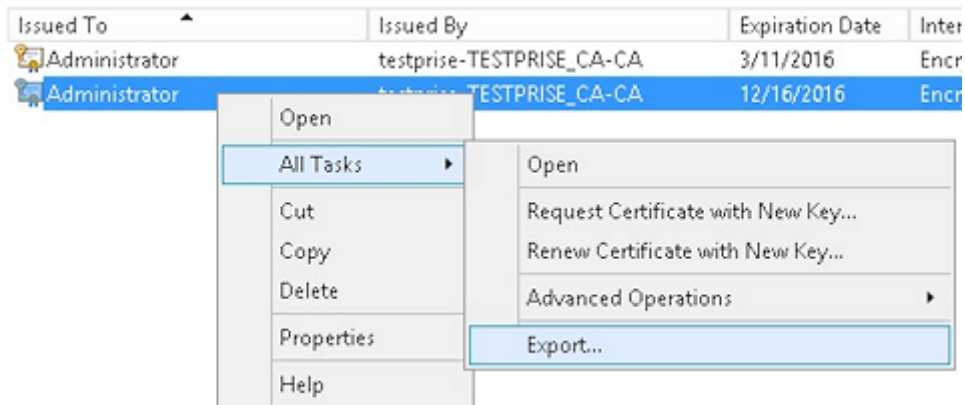 Issued To Issued By Expiration Date Inter
Administrator testprise-TESTPRISE_CA-CA 3/11/2016 Encr
Administrator testprise-TESTPRISE_CA-CA 12/16/2016 Encr
Open
All Tasks Open
Request Certificate with New Key...
Cut
Renew Certificate with New Key...
Copy
Delete Advanced Operations
Properties Export...
Help